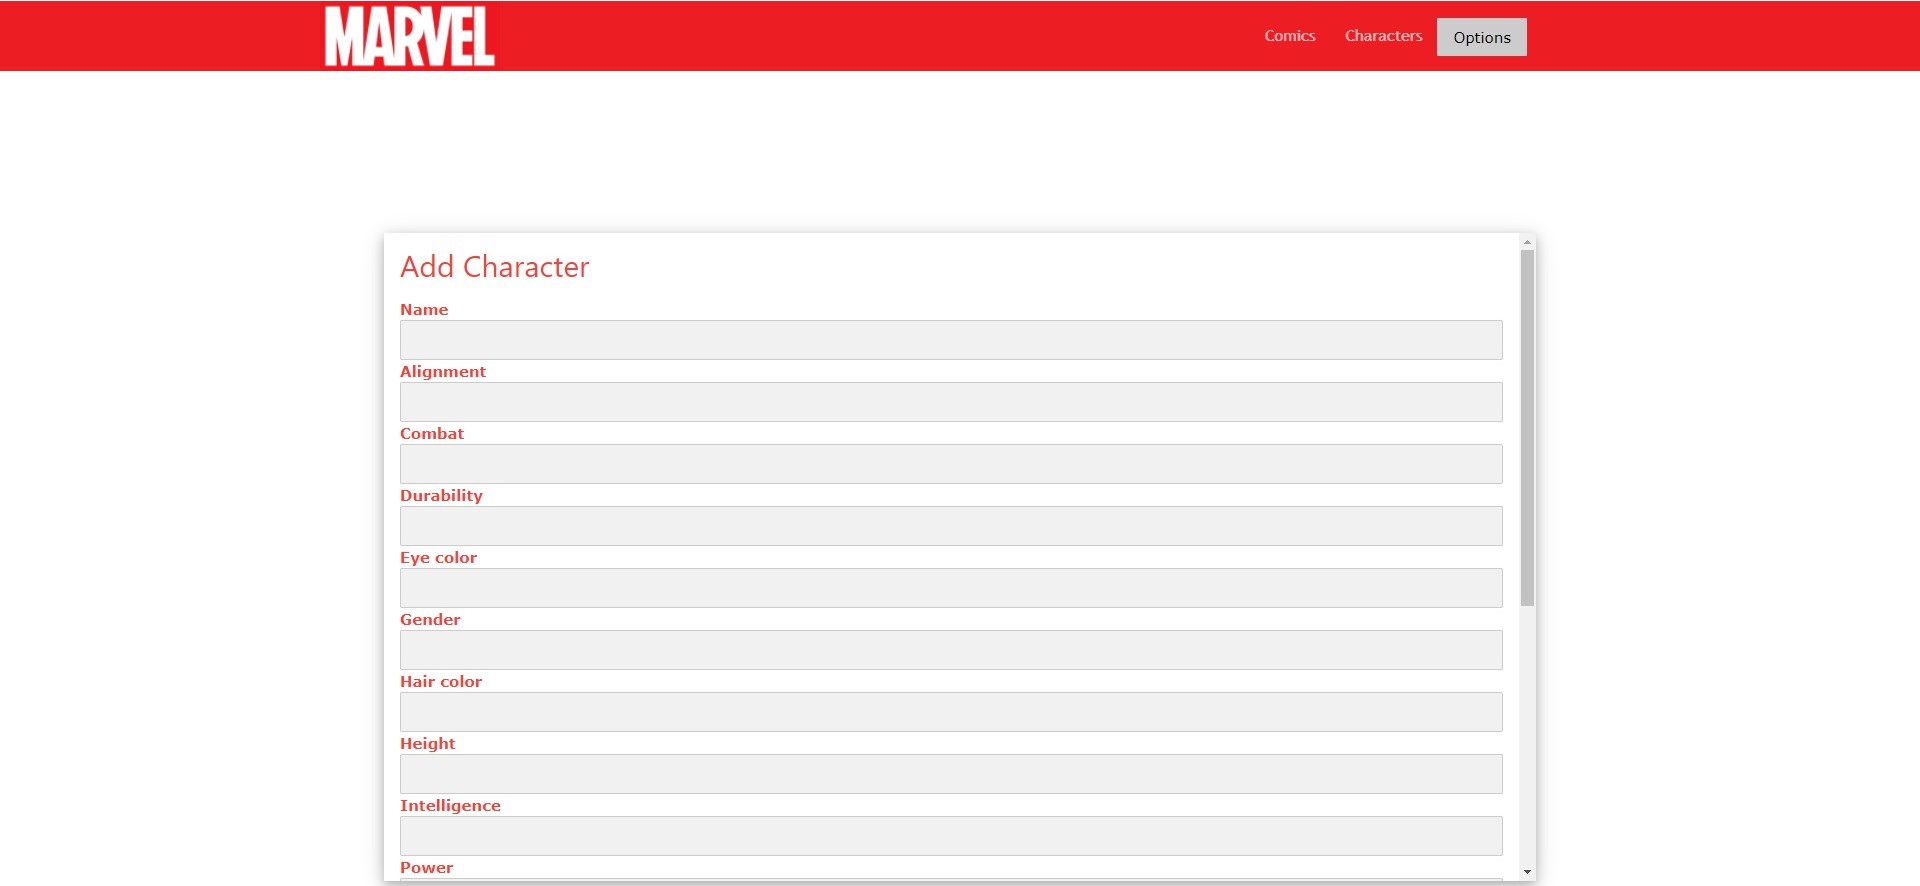 MARVEL
Comics Characters Options
Add Character
Name
Alignment
Combat
Durability
Eye color
Gender
Hair color
Height
Intelligence
Power